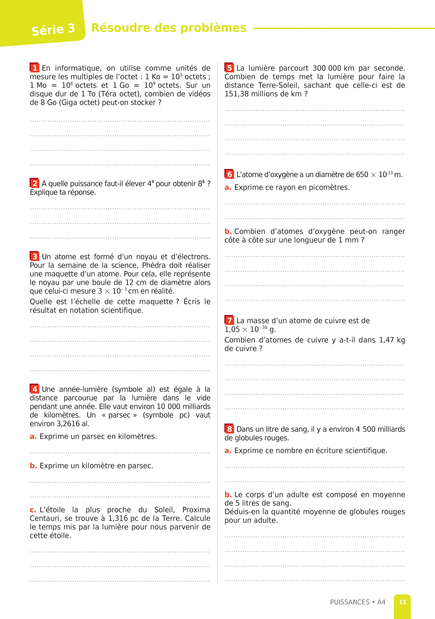 Série 3 Résoudre des problèmes
1 En informatique, on utilise comme unités de
mesure les multiples de l'octet : 1 Ko = 10³ octets ;
1 Mo = 10⁶ octets et 1 Go = 10⁹ octets. Sur un
disque dur de 1 To (Téra octet), combien de vidéos
de 8 Go (Giga octet) peut-on stocker ?
2 À quelle puissance faut-il élever 4⁴ pour obtenir 8⁸ ?
Explique ta réponse.
3 Un atome est formé d'un noyau et d'électrons.
Pour la semaine de la science, Phédra doit réaliser
une maquette d'un atome. Pour cela, elle représente
le noyau par une boule de 12 cm de diamètre alors
que celui-ci mesure 3 × 10⁻³ cm en réalité.
Quelle est l'échelle de cette maquette ? Écris le
résultat en notation scientifique.
4 Une année-lumière (symbole al) est égale à la
distance parcourue par la lumière dans le vide
pendant une année. Elle vaut environ 10 000 milliards
de kilomètres. Un « parsec » (symbole pc) vaut
environ 3,2616 al.
a. Exprime un parsec en kilomètres.
b. Exprime un kilomètre en parsec.
c. L'étoile la plus proche du Soleil, Proxima
Centauri, se trouve à 1,316 pc de la Terre. Calcule
le temps mis par la lumière pour nous parvenir de
cette étoile.
5 La lumière parcourt 300 000 km par seconde.
Combien de temps met la lumière pour faire la
distance Terre-Soleil, sachant que celle-ci est de
151,38 millions de km ?
6 L'atome d'oxygène a un diamètre de 650 × 10⁻¹⁵ m.
a. Exprime ce rayon en picomètres.
b. Combien d'atomes d'oxygène peut-on ranger
côte à côte sur une longueur de 1 mm ?
7 La masse d'un atome de cuivre est de
1,05 × 10⁻³⁰ g.
Combien d'atomes de cuivre y a-t-il dans 1,47 kg
de cuivre ?
8 Dans un litre de sang, il y a environ 4 500 milliards
de globules rouges.
a. Exprime ce nombre en écriture scientifique.
b. Le corps d'un adulte est composé en moyenne
de 5 litres de sang.
Déduis-en la quantité moyenne de globules rouges
pour un adulte.
PUISSANCES • A4 11